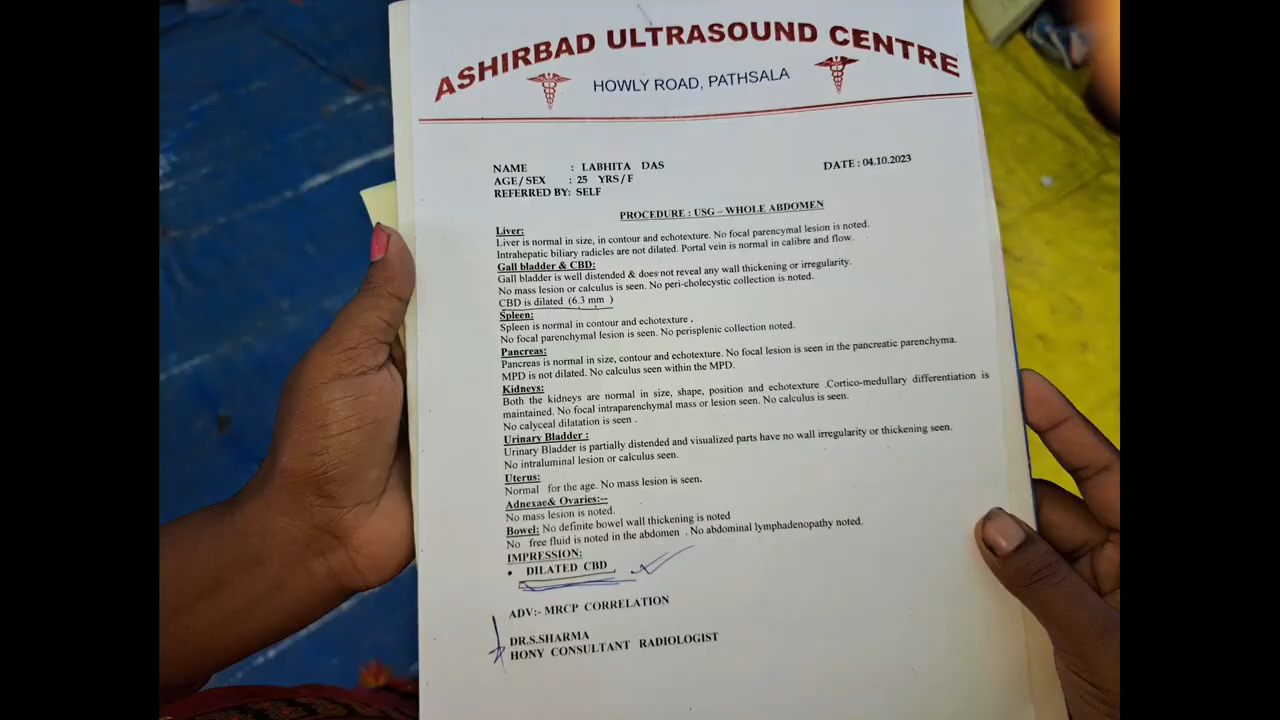 ASHIRBAD ULTRASOUND CENTRE
HOWLY ROAD, PATHSALA
NAME : LABHITA DAS
DATE : 04.10.2023
AGE/SEX : 25 YRS/F
REFERRED BY: SELF
PROCEDURE : USG – WHOLE ABDOMEN
Liver:
Liver is normal in size, in contour and echotexture. No focal parencymal lesion is noted.
Intrahepatic biliary radicles are not dilated. Portal vein is normal in calibre and flow.
Gall bladder & CBD:
Gall bladder is well distended & does not reveal any wall thickening or irregularity.
No mass lesion or calculus is seen. No peri-cholecystic collection is noted.
CBD is dilated (6.3 mm )
Spleen:
Spleen is normal in contour and echotexture .
No focal parenchymal lesion is seen. No perisplenic collection noted.
Pancreas:
Pancreas is normal in size, contour and echotexture. No focal lesion is seen in the pancreatic parenchyma.
MPD is not dilated. No calculus seen within the MPD.
Kidneys:
Both the kidneys are normal in size, shape, position and echotexture .Cortico-medullary differentiation is
maintained. No focal intraparenchymal mass or lesion seen. No calculus is seen.
No calyceal dilatation is seen .
Urinary Bladder :
Urinary Bladder is partially distended and visualized parts have no wall irregularity or thickening seen.
No intraluminal lesion or calculus seen.
Uterus:
Normal for the age. No mass lesion is seen.
Adnexae& Ovaries:--
No mass lesion is noted.
Bowel: No definite bowel wall thickening is noted
No free fluid is noted in the abdomen . No abdominal lymphadenopathy noted.
IMPRESSION:
• DILATED CBD
ADV:- MRCP CORRELATION
DR.S.SHARMA
HONY CONSULTANT RADIOLOGIST